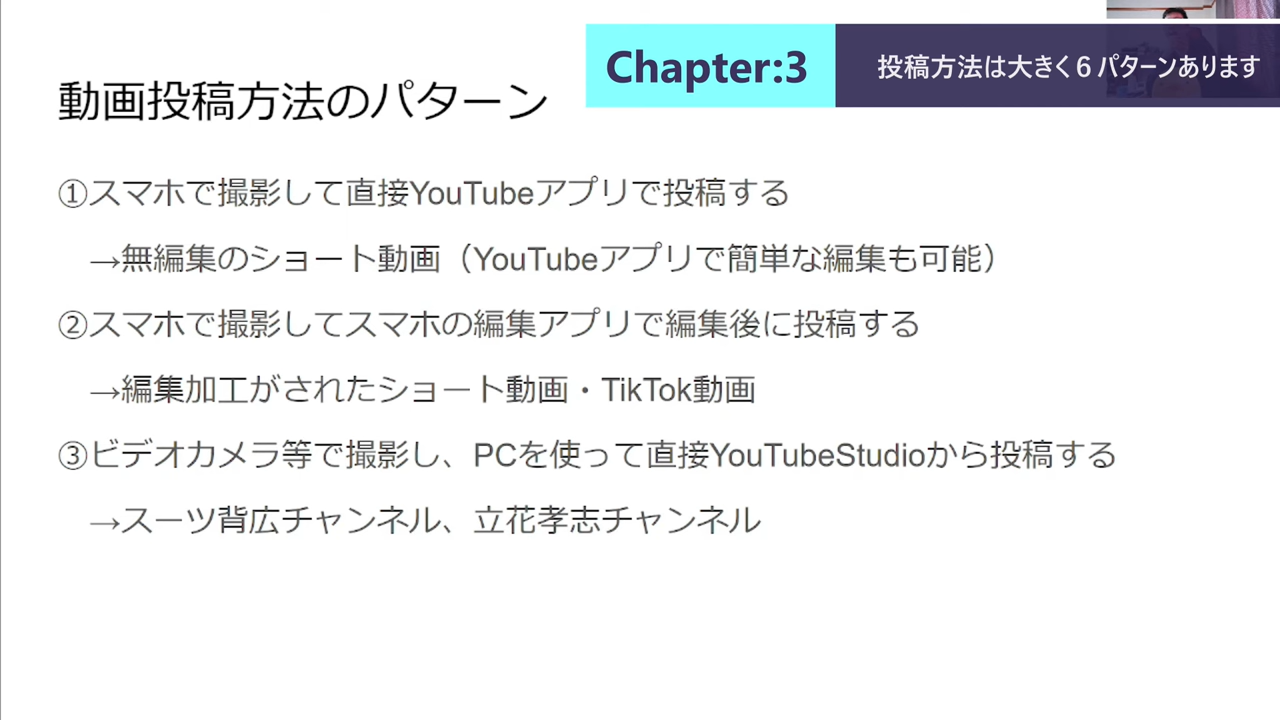 Chapter:3
投稿方法は大きく６パターンあります
動画投稿方法のパターン
①スマホで撮影して直接YouTubeアプリで投稿する
→無編集のショート動画（YouTubeアプリで簡単な編集も可能）
②スマホで撮影してスマホの編集アプリで編集後に投稿する
→編集加工がされたショート動画・TikTok動画
③ビデオカメラ等で撮影し、PCを使って直接YouTubeStudioから投稿する
→スーツ背広チャンネル、立花孝志チャンネル